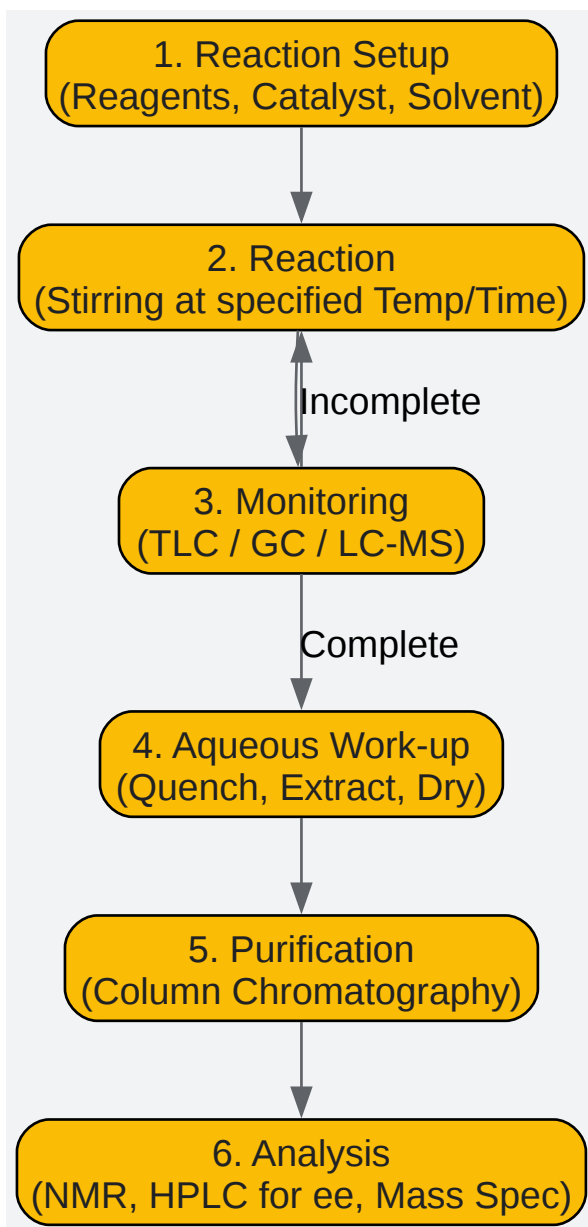 1. Reaction Setup
(Reagents, Catalyst, Solvent)
2. Reaction
(Stirring at specified Temp/Time)
Incomplete
3. Monitoring
(TLC / GC / LC-MS)
Complete
4. Aqueous Work-up
(Quench, Extract, Dry)
5. Purification
(Column Chromatography)
6. Analysis
(NMR, HPLC for ee, Mass Spec)